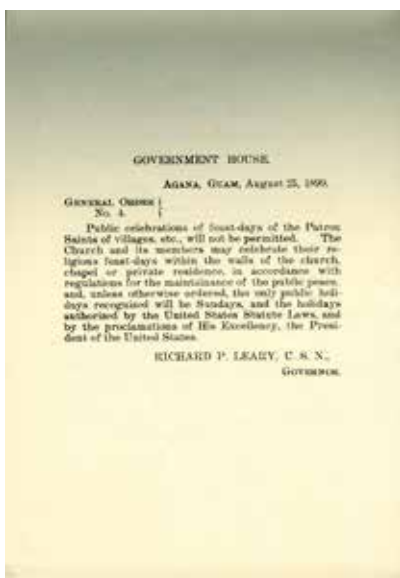 GOVERNMENT HOUSE.
AGANA, GUAM, August 25, 1899.
GENERAL ORDER }
No. 4. }
Public celebrations of feast-days of the Patron
Saints of villages, etc., will not be permitted. The
Church and its members may celebrate their re-
ligious feast-days within the walls of the church,
chapel or private residence, in accordance with
regulations for the maintainance of the public peace,
and, unless otherwise ordered, the only public holi-
days recognized will be Sundays, and the holidays
authorized by the United States Statute Laws, and
by the proclamations of His Excellency, the Presi-
dent of the United States.
RICHARD P. LEARY, U. S. N.,
GOVERNOR.